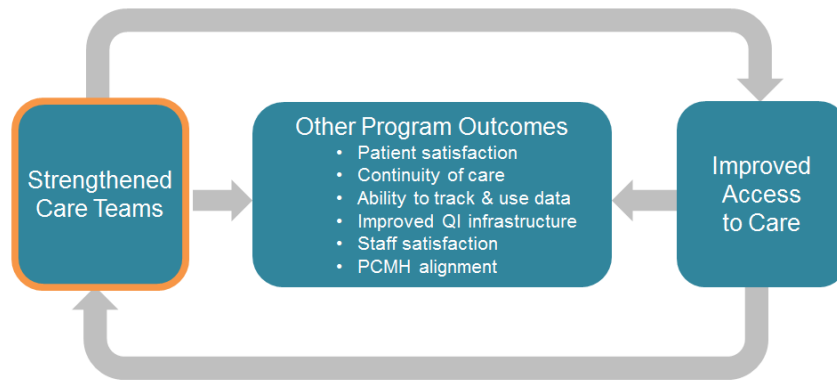 Strengthened
Care Teams
Other Program Outcomes
• Patient satisfaction
• Continuity of care
• Ability to track & use data
• Improved QI infrastructure
• Staff satisfaction
• PCMH alignment
Improved
Access
to Care